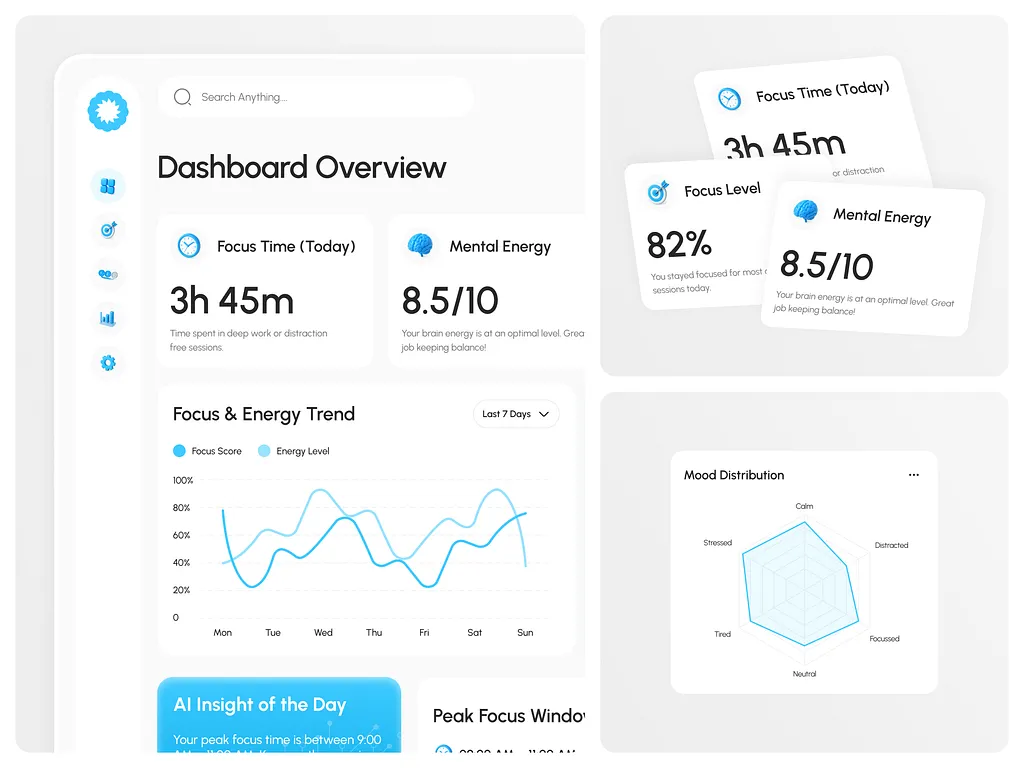 Search Anything...
Dashboard Overview
Focus Time (Today)
3h 45m
Time spent in deep work or distraction
free sessions.
Mental Energy
8.5/10
Your brain energy is at an optimal level. Grea
job keeping balance!
Focus & Energy Trend
Last 7 Days
Focus Score
Energy Level
100%
80%
60%
40%
20%
0
Mon Tue Wed Thu Fri Sat Sun
AI Insight of the Day
Your peak focus time is between 9:00
Peak Focus Windo
Focus Time (Today)
3h 45m
or distraction
Focus Level
82%
You stayed focused for most
sessions today.
Mental Energy
8.5/10
Your brain energy is at an optimal level. Great
job keeping balance!
Mood Distribution
Calm
Stressed
Distracted
Tired
Focussed
Neutral